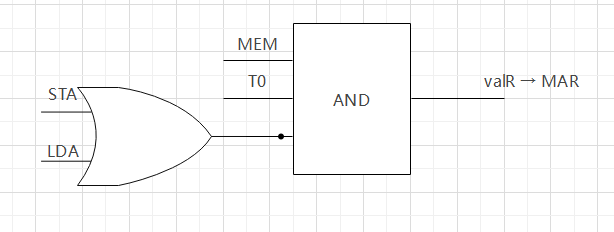 MEM
T0
STA
LDA
AND
valR → MAR